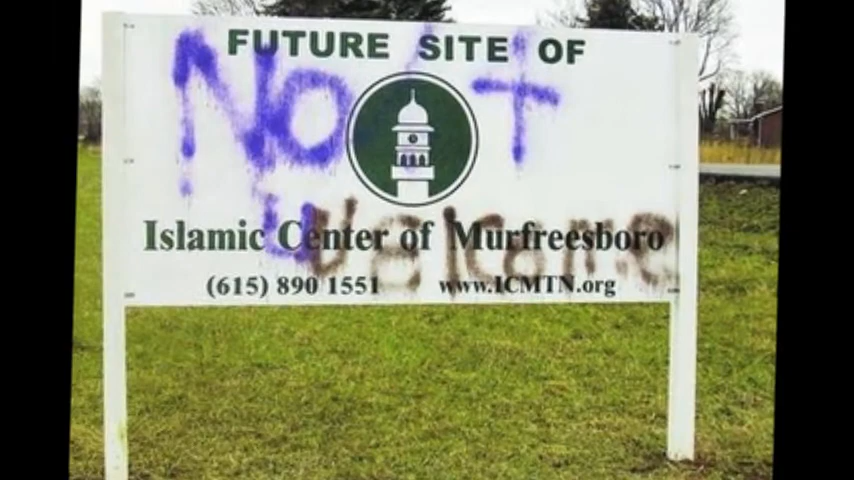 FUTURE SITE OF
Not
welcome
Islamic Center of Murfreesboro
(615) 890 1551 www.ICMTN.org